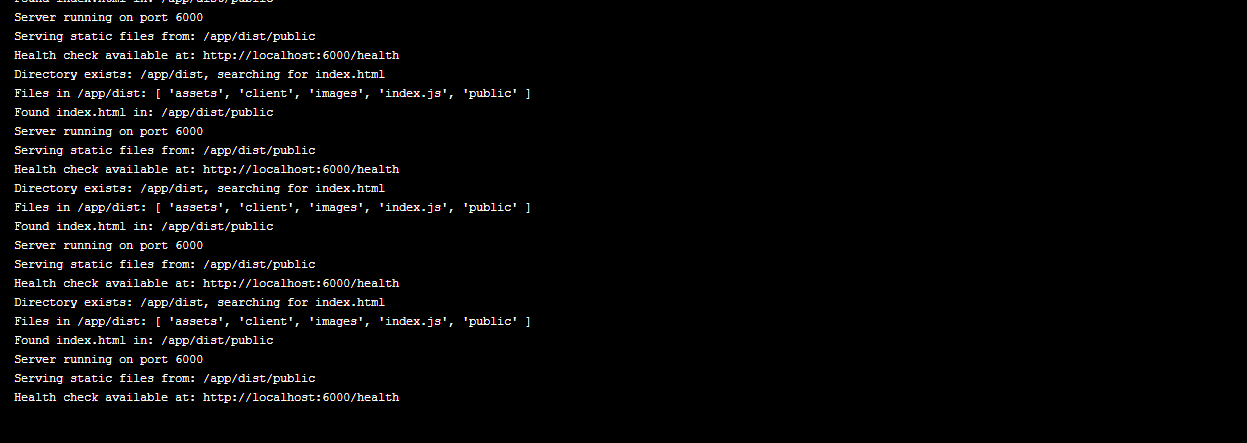 Found index.html in: /app/dist/public
Server running on port 6000
Serving static files from: /app/dist/public
Health check available at: http://localhost:6000/health
Directory exists: /app/dist, searching for index.html
Files in /app/dist: [ 'assets', 'client', 'images', 'index.js', 'public' ]
Found index.html in: /app/dist/public
Server running on port 6000
Serving static files from: /app/dist/public
Health check available at: http://localhost:6000/health
Directory exists: /app/dist, searching for index.html
Files in /app/dist: [ 'assets', 'client', 'images', 'index.js', 'public' ]
Found index.html in: /app/dist/public
Server running on port 6000
Serving static files from: /app/dist/public
Health check available at: http://localhost:6000/health
Directory exists: /app/dist, searching for index.html
Files in /app/dist: [ 'assets', 'client', 'images', 'index.js', 'public' ]
Found index.html in: /app/dist/public
Server running on port 6000
Serving static files from: /app/dist/public
Health check available at: http://localhost:6000/health